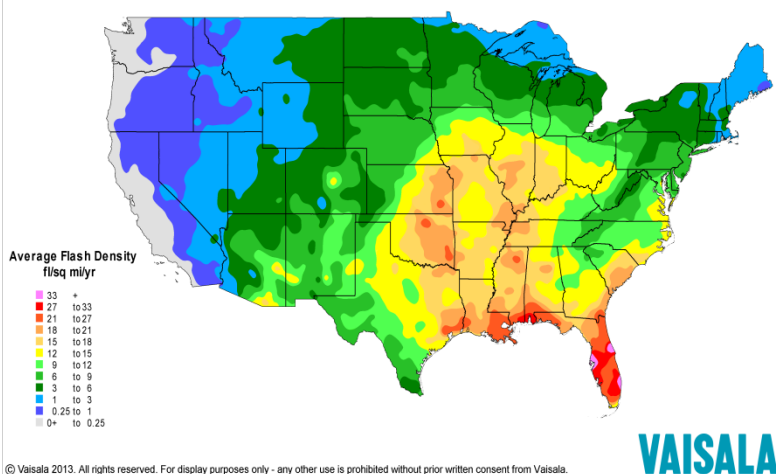 Average Flash Density
fl/sq mi/yr
33 +
27 to 33
21 to 27
18 to 21
15 to 18
12 to 15
9 to 12
6 to 9
3 to 6
1 to 3
0.25 to 1
0+ to 0.25
© Vaisala 2013. All rights reserved. For display purposes only - any other use is prohibited without prior written consent from Vaisala.
VAISALA